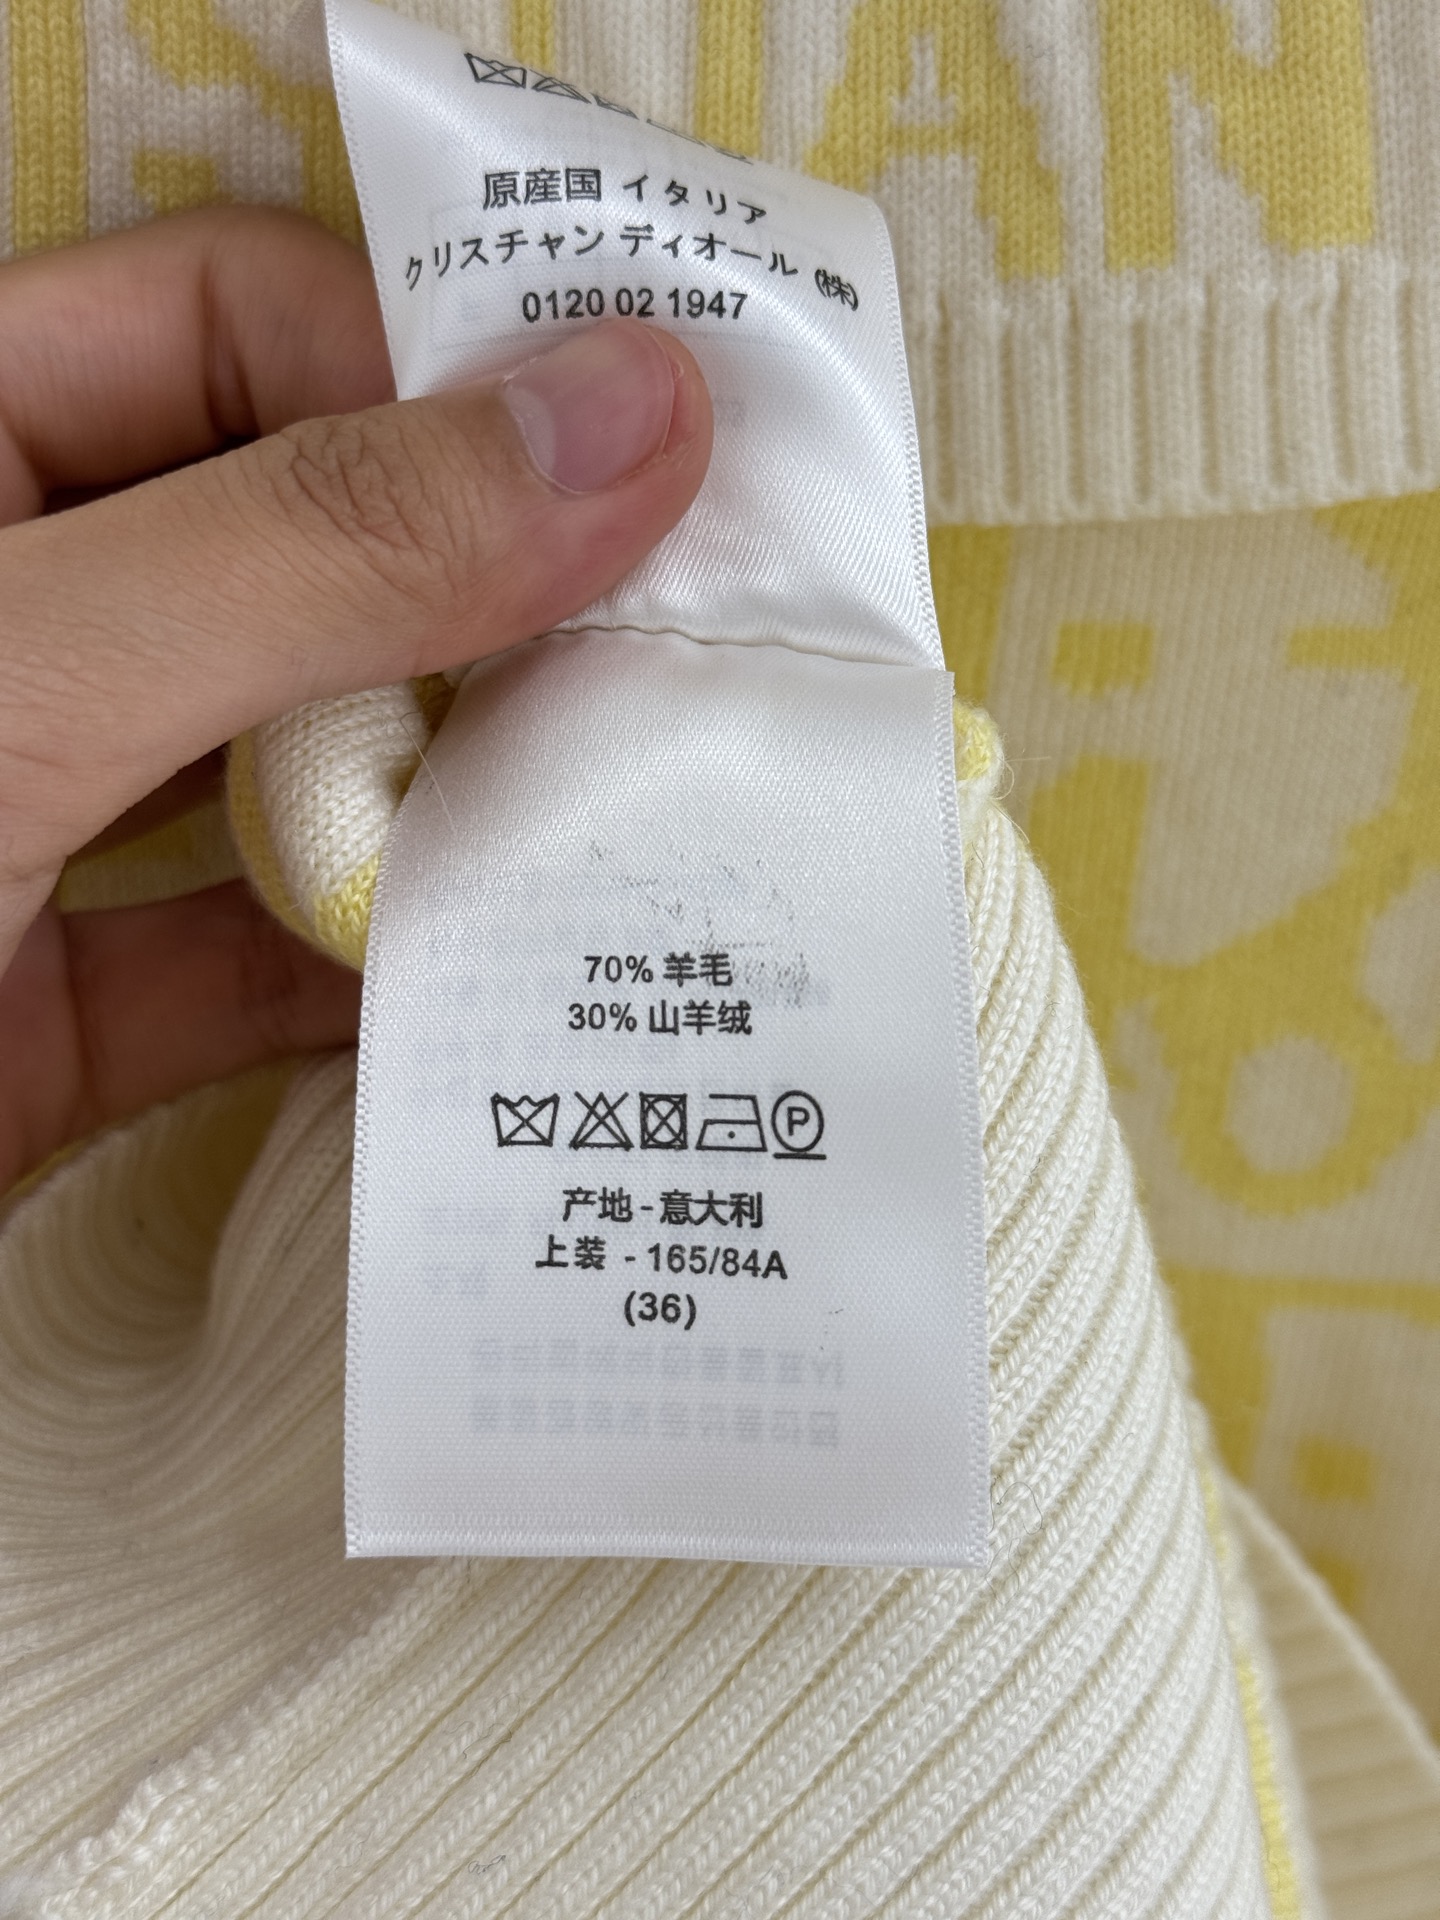 原産国 イタリア
クリスチャン ディオール (株)
0120 02 1947
70% 羊毛
30% 山羊绒
P
产地 - 意大利
上装 - 165/84A
(36)